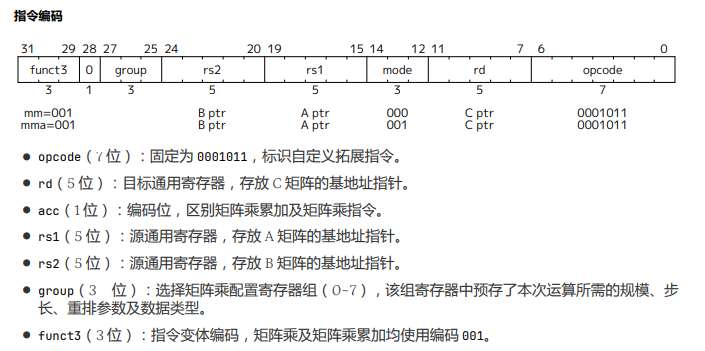 指令编码
31 29 28 27 25 24 20 19 15 14 12 11 7 6 0
funct3 0 group rs2 rs1 mode rd opcode
3 1 3 5 5 3 5 7
mm=001 B ptr A ptr 000 C ptr 0001011
mma=001 B ptr A ptr 001 C ptr 0001011
● opcode（7 位）：固定为 0001011，标识自定义拓展指令。
● rd（5 位）：目标通用寄存器，存放 C 矩阵的基地址指针。
● acc（1 位）：编码位，区别矩阵乘累加及矩阵乘指令。
● rs1（5 位）：源通用寄存器，存放 A 矩阵的基地址指针。
● rs2（5 位）：源通用寄存器，存放 B 矩阵的基地址指针。
● group（3 位）：选择矩阵乘配置寄存器组（0~7），该组寄存器中预存了本次运算所需的规模、步
长、重排参数及数据类型。
● funct3（3 位）：指令变体编码，矩阵乘及矩阵乘累加均使用编码 001。